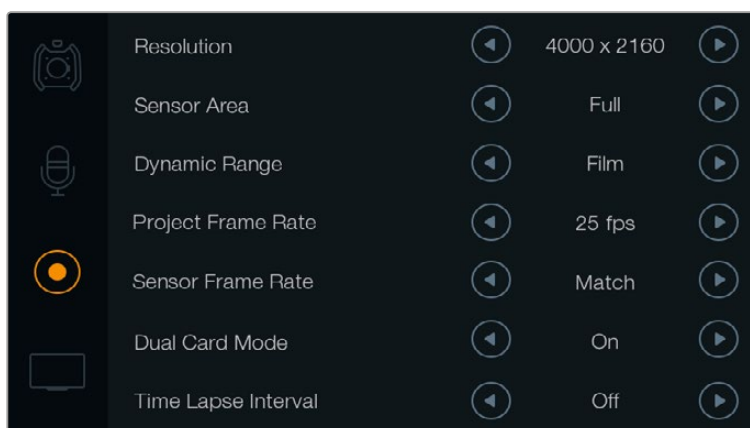 Resolution 4000 x 2160
Sensor Area Full
Dynamic Range Film
Project Frame Rate 25 fps
Sensor Frame Rate Match
Dual Card Mode On
Time Lapse Interval Off